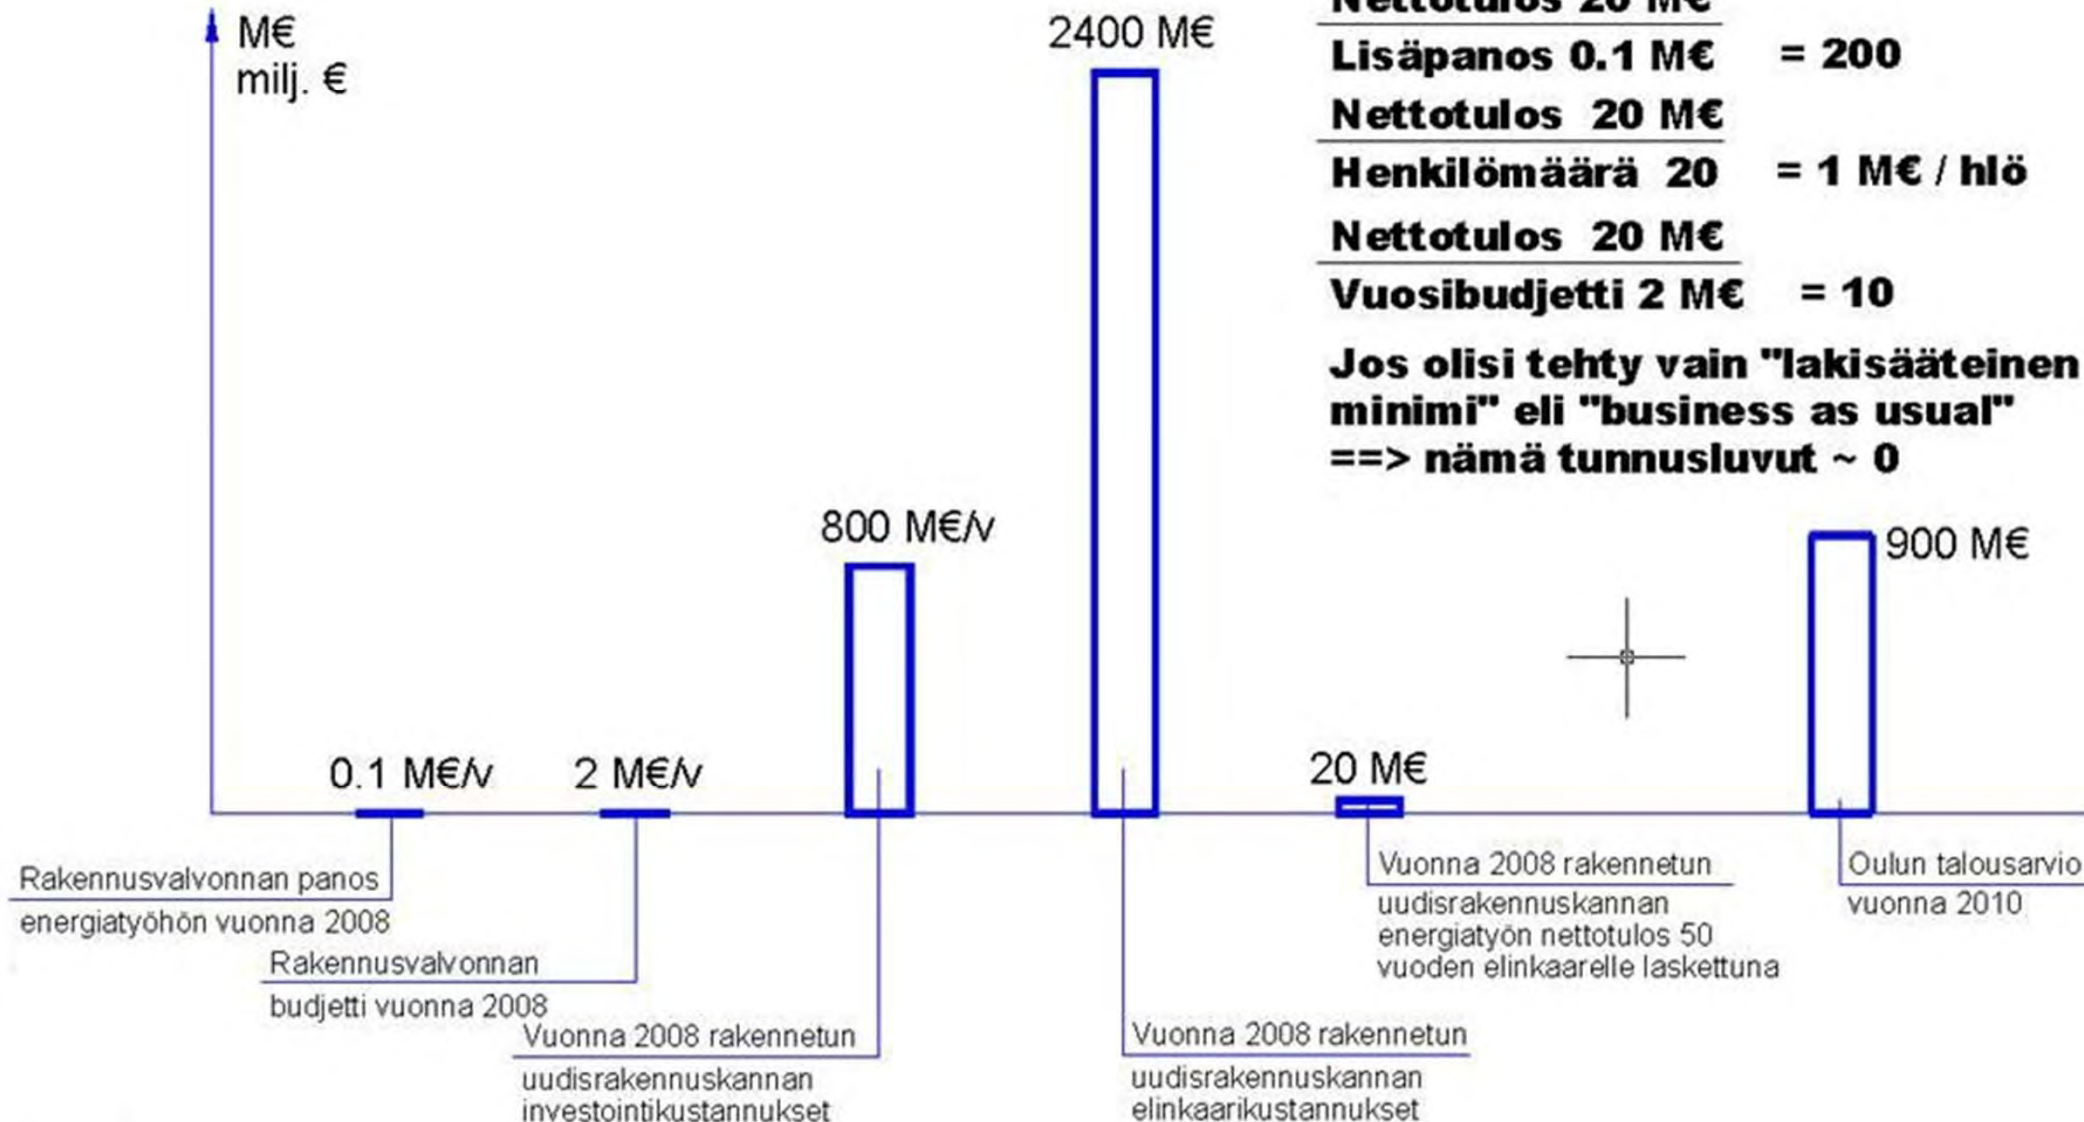 M€
milj. €
2400 M€
Nettotulos 20 M€
Lisäpanos 0.1 M€ = 200
Nettotulos 20 M€
Henkilömäärä 20 = 1 M€ / hlö
Nettotulos 20 M€
Vuosibudjetti 2 M€ = 10
Jos olisi tehty vain "lakisääteinen
minimi" eli "business as usual"
==> nämä tunnusluvut ~ 0
800 M€/v
900 M€
0.1 M€/v
2 M€/v
20 M€
Rakennusvalvonnan panos
energiatyöhön vuonna 2008
Rakennusvalvonnan
budjetti vuonna 2008
Vuonna 2008 rakennetun
uudisrakennuskannan
investointikustannukset
Vuonna 2008 rakennetun
uudisrakennuskannan
elinkaarikustannukset
Vuonna 2008 rakennetun
uudisrakennuskannan
energiatyön nettotulos 50
vuoden elinkaarelle laskettuna
Oulun talousarvio
vuonna 2010